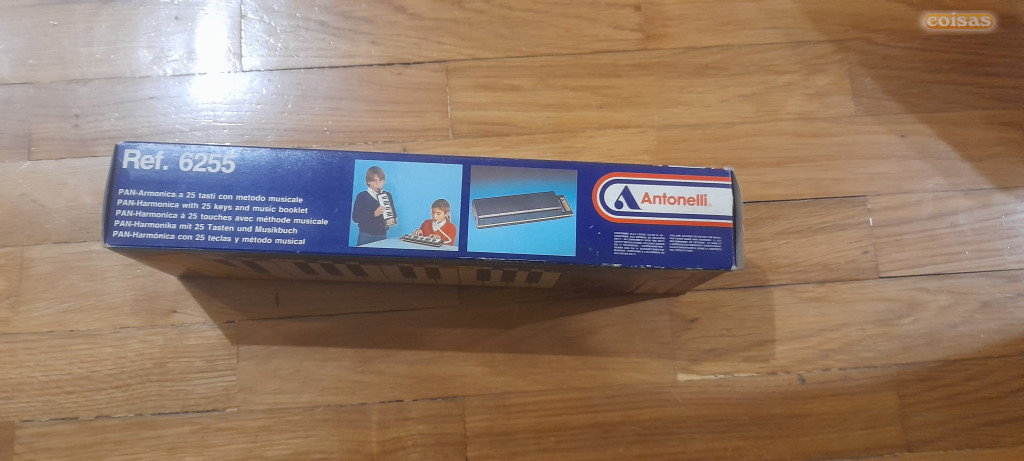 coisas
Ref. 6255
PAN-Armonica a 25 tasti con metodo musicale
PAN-Harmonica with 25 keys and music booklet
PAN-Harmonica à 25 touches avec méthode musicale
PAN-Harmonika mit 25 Tasten und Musikbuch
PAN-Harmónica con 25 teclas y método musical
Antonelli